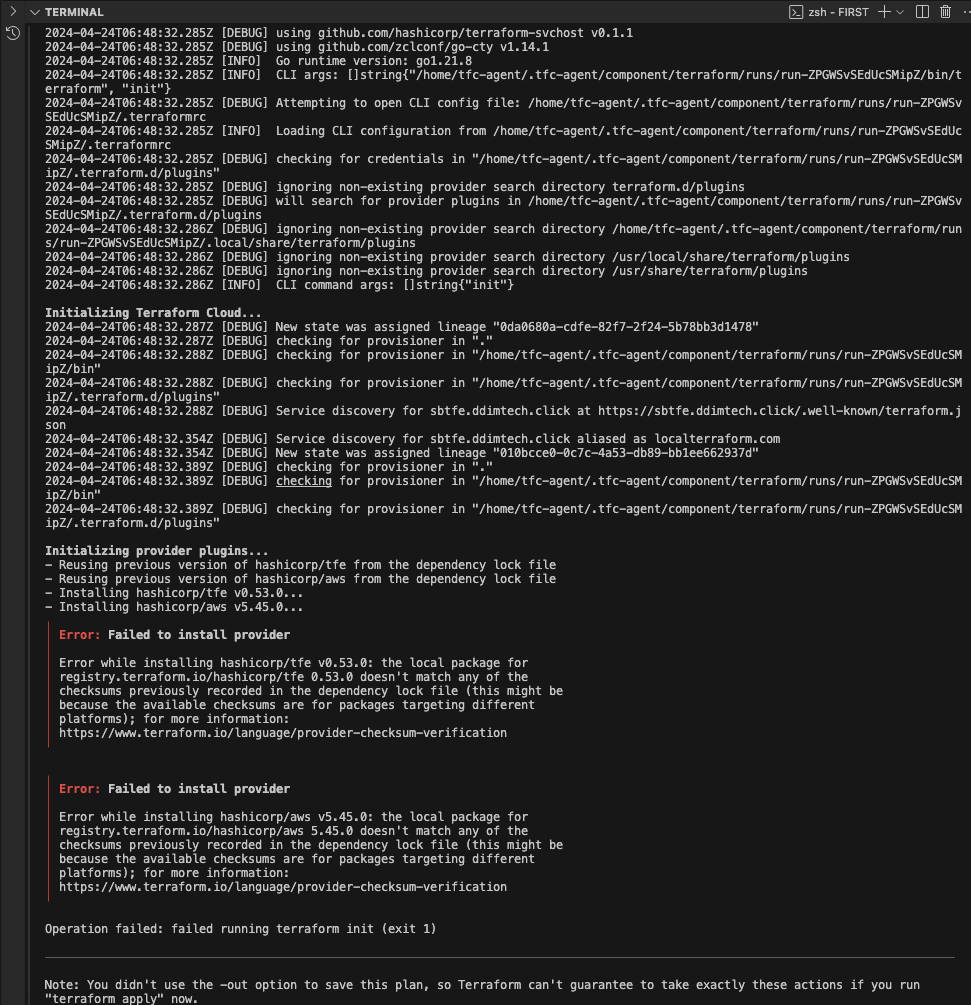 TERMINAL
zsh - FIRST
2024-04-24T06:48:32.285Z [DEBUG] using github.com/hashicorp/terraform-svchost v0.1.1
2024-04-24T06:48:32.285Z [DEBUG] using github.com/zclconf/go-cty v1.14.1
2024-04-24T06:48:32.285Z [INFO]  Go runtime version: go1.21.8
2024-04-24T06:48:32.285Z [INFO]  CLI args: []string{"/home/tfc-agent/.tfc-agent/component/terraform/runs/run-ZPGWSvSEdUcSMipZ/bin/t
erraform", "init"}
2024-04-24T06:48:32.285Z [DEBUG] Attempting to open CLI config file: /home/tfc-agent/.tfc-agent/component/terraform/runs/run-ZPGWSv
SEdUcSMipZ/.terraformrc
2024-04-24T06:48:32.285Z [INFO]  Loading CLI configuration from /home/tfc-agent/.tfc-agent/component/terraform/runs/run-ZPGWSvSEdUc
SMipZ/.terraformrc
2024-04-24T06:48:32.285Z [DEBUG] checking for credentials in "/home/tfc-agent/.tfc-agent/component/terraform/runs/run-ZPGWSvSEdUcSM
ipZ/.terraform.d/plugins"
2024-04-24T06:48:32.285Z [DEBUG] ignoring non-existing provider search directory terraform.d/plugins
2024-04-24T06:48:32.285Z [DEBUG] will search for provider plugins in /home/tfc-agent/.tfc-agent/component/terraform/runs/run-ZPGWSv
SEdUcSMipZ/.terraform.d/plugins
2024-04-24T06:48:32.286Z [DEBUG] ignoring non-existing provider search directory /home/tfc-agent/.tfc-agent/component/terraform/run
s/run-ZPGWSvSEdUcSMipZ/.local/share/terraform/plugins
2024-04-24T06:48:32.286Z [DEBUG] ignoring non-existing provider search directory /usr/local/share/terraform/plugins
2024-04-24T06:48:32.286Z [DEBUG] ignoring non-existing provider search directory /usr/share/terraform/plugins
2024-04-24T06:48:32.286Z [INFO]  CLI command args: []string{"init"}
Initializing Terraform Cloud...
2024-04-24T06:48:32.287Z [DEBUG] New state was assigned lineage "0da0680a-cdfe-82f7-2f24-5b78bb3d1478"
2024-04-24T06:48:32.287Z [DEBUG] checking for provisioner in "."
2024-04-24T06:48:32.288Z [DEBUG] checking for provisioner in "/home/tfc-agent/.tfc-agent/component/terraform/runs/run-ZPGWSvSEdUcSM
ipZ/bin"
2024-04-24T06:48:32.288Z [DEBUG] checking for provisioner in "/home/tfc-agent/.tfc-agent/component/terraform/runs/run-ZPGWSvSEdUcSM
ipZ/.terraform.d/plugins"
2024-04-24T06:48:32.288Z [DEBUG] Service discovery for sbtfe.ddimtech.click at https://sbtfe.ddimtech.click/.well-known/terraform.j
son
2024-04-24T06:48:32.354Z [DEBUG] Service discovery for sbtfe.ddimtech.click aliased as localterraform.com
2024-04-24T06:48:32.354Z [DEBUG] New state was assigned lineage "010bcce0-0c7c-4a53-db89-bb1ee662937d"
2024-04-24T06:48:32.389Z [DEBUG] checking for provisioner in "."
2024-04-24T06:48:32.389Z [DEBUG] checking for provisioner in "/home/tfc-agent/.tfc-agent/component/terraform/runs/run-ZPGWSvSEdUcSM
ipZ/bin"
2024-04-24T06:48:32.389Z [DEBUG] checking for provisioner in "/home/tfc-agent/.tfc-agent/component/terraform/runs/run-ZPGWSvSEdUcSM
ipZ/.terraform.d/plugins"
Initializing provider plugins...
- Reusing previous version of hashicorp/tfe from the dependency lock file
- Reusing previous version of hashicorp/aws from the dependency lock file
- Installing hashicorp/tfe v0.53.0...
- Installing hashicorp/aws v5.45.0...
Error: Failed to install provider
Error while installing hashicorp/tfe v0.53.0: the local package for
registry.terraform.io/hashicorp/tfe 0.53.0 doesn't match any of the
checksums previously recorded in the dependency lock file (this might be
because the available checksums are for packages targeting different
platforms); for more information:
https://www.terraform.io/language/provider-checksum-verification
Error: Failed to install provider
Error while installing hashicorp/aws v5.45.0: the local package for
registry.terraform.io/hashicorp/aws 5.45.0 doesn't match any of the
checksums previously recorded in the dependency lock file (this might be
because the available checksums are for packages targeting different
platforms); for more information:
https://www.terraform.io/language/provider-checksum-verification
Operation failed: failed running terraform init (exit 1)
Note: You didn't use the -out option to save this plan, so Terraform can't guarantee to take exactly these actions if you run
"terraform apply" now.